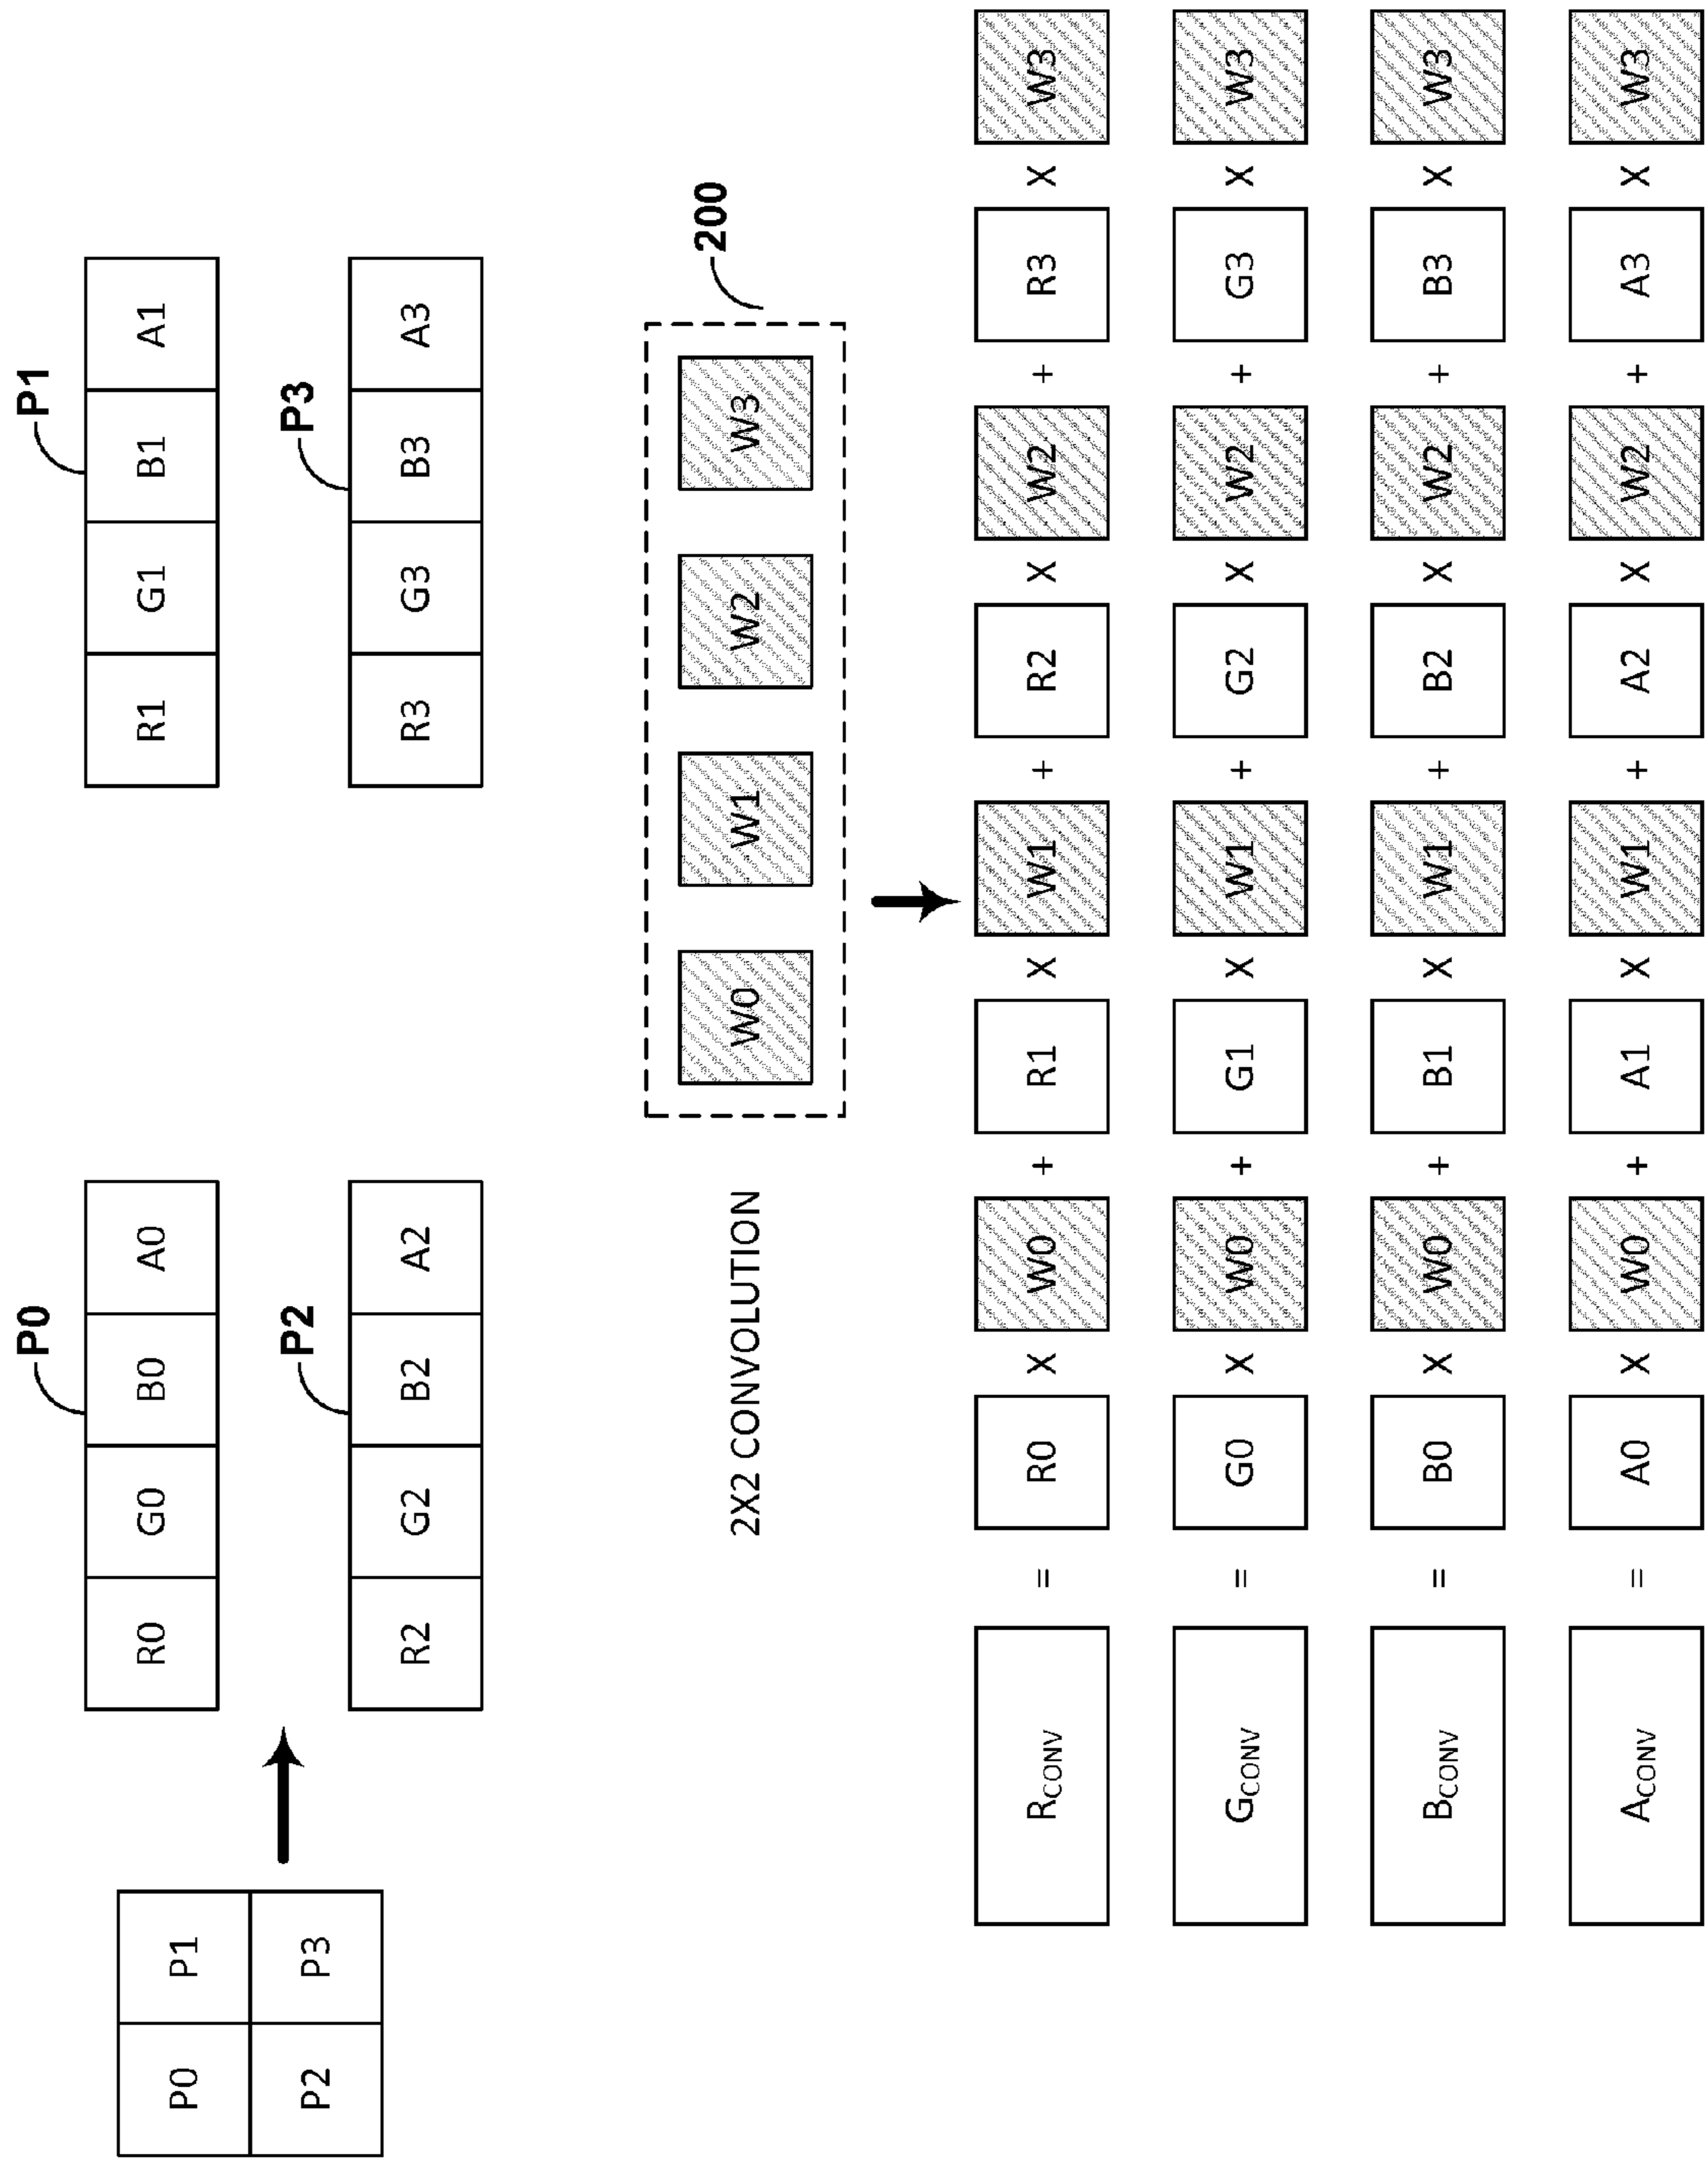 P0 P1
P2 P3
P0
R0 G0 B0 A0
P1
R1 G1 B1 A1
P2
R2 G2 B2 A2
P3
R3 G3 B3 A3
2X2 CONVOLUTION
W0 W1 W2 W3
200
RCONV = R0 X W0 + R1 X W1 + R2 X W2 + R3 X W3
GCONV = G0 X W0 + G1 X W1 + G2 X W2 + G3 X W3
BCONV = B0 X W0 + B1 X W1 + B2 X W2 + B3 X W3
ACONV = A0 X W0 + A1 X W1 + A2 X W2 + A3 X W3